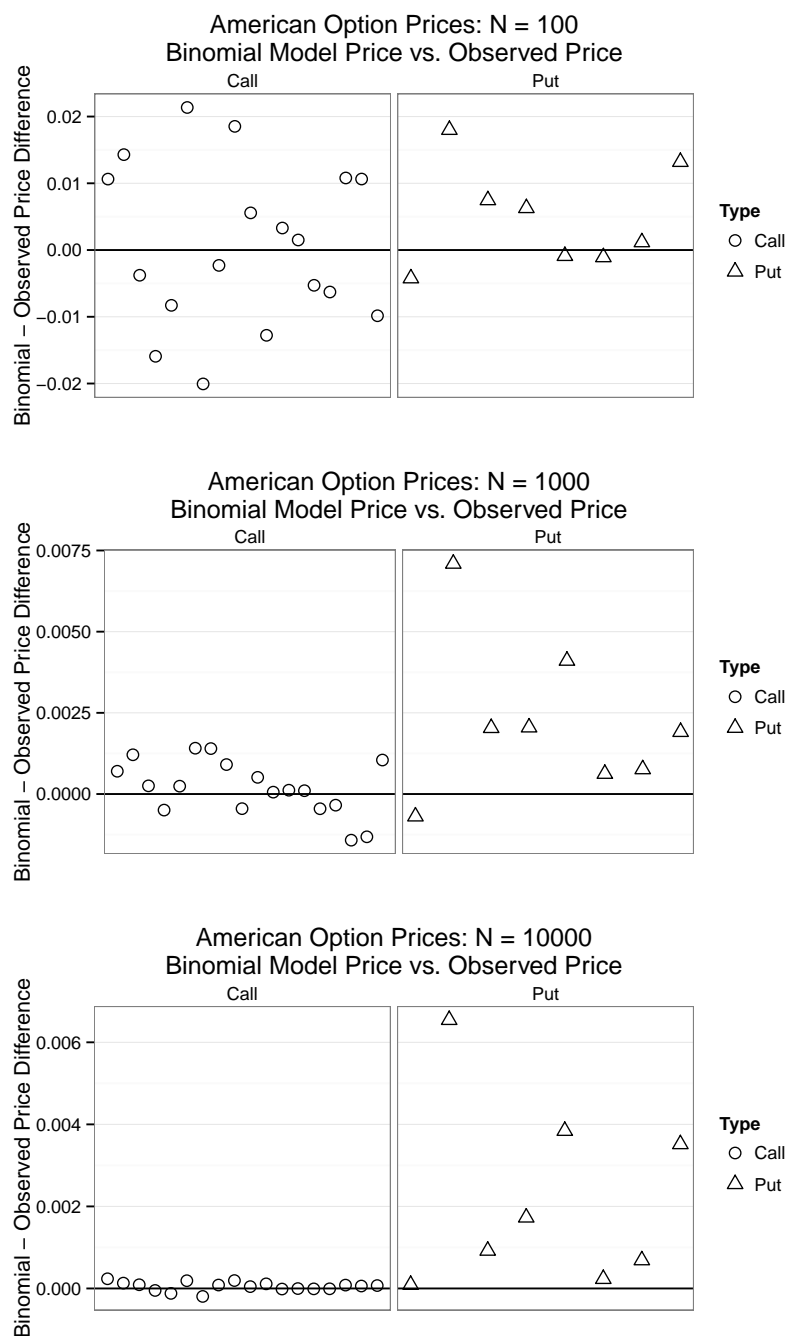 American Option Prices: N = 100
Binomial Model Price vs. Observed Price
Call
Put
Binomial − Observed Price Difference
0.02
0.01
0.00
−0.01
−0.02
Type
Call
Put
American Option Prices: N = 1000
Binomial Model Price vs. Observed Price
Call
Put
Binomial − Observed Price Difference
0.0075
0.0050
0.0025
0.0000
Type
Call
Put
American Option Prices: N = 10000
Binomial Model Price vs. Observed Price
Call
Put
Binomial − Observed Price Difference
0.006
0.004
0.002
0.000
Type
Call
Put